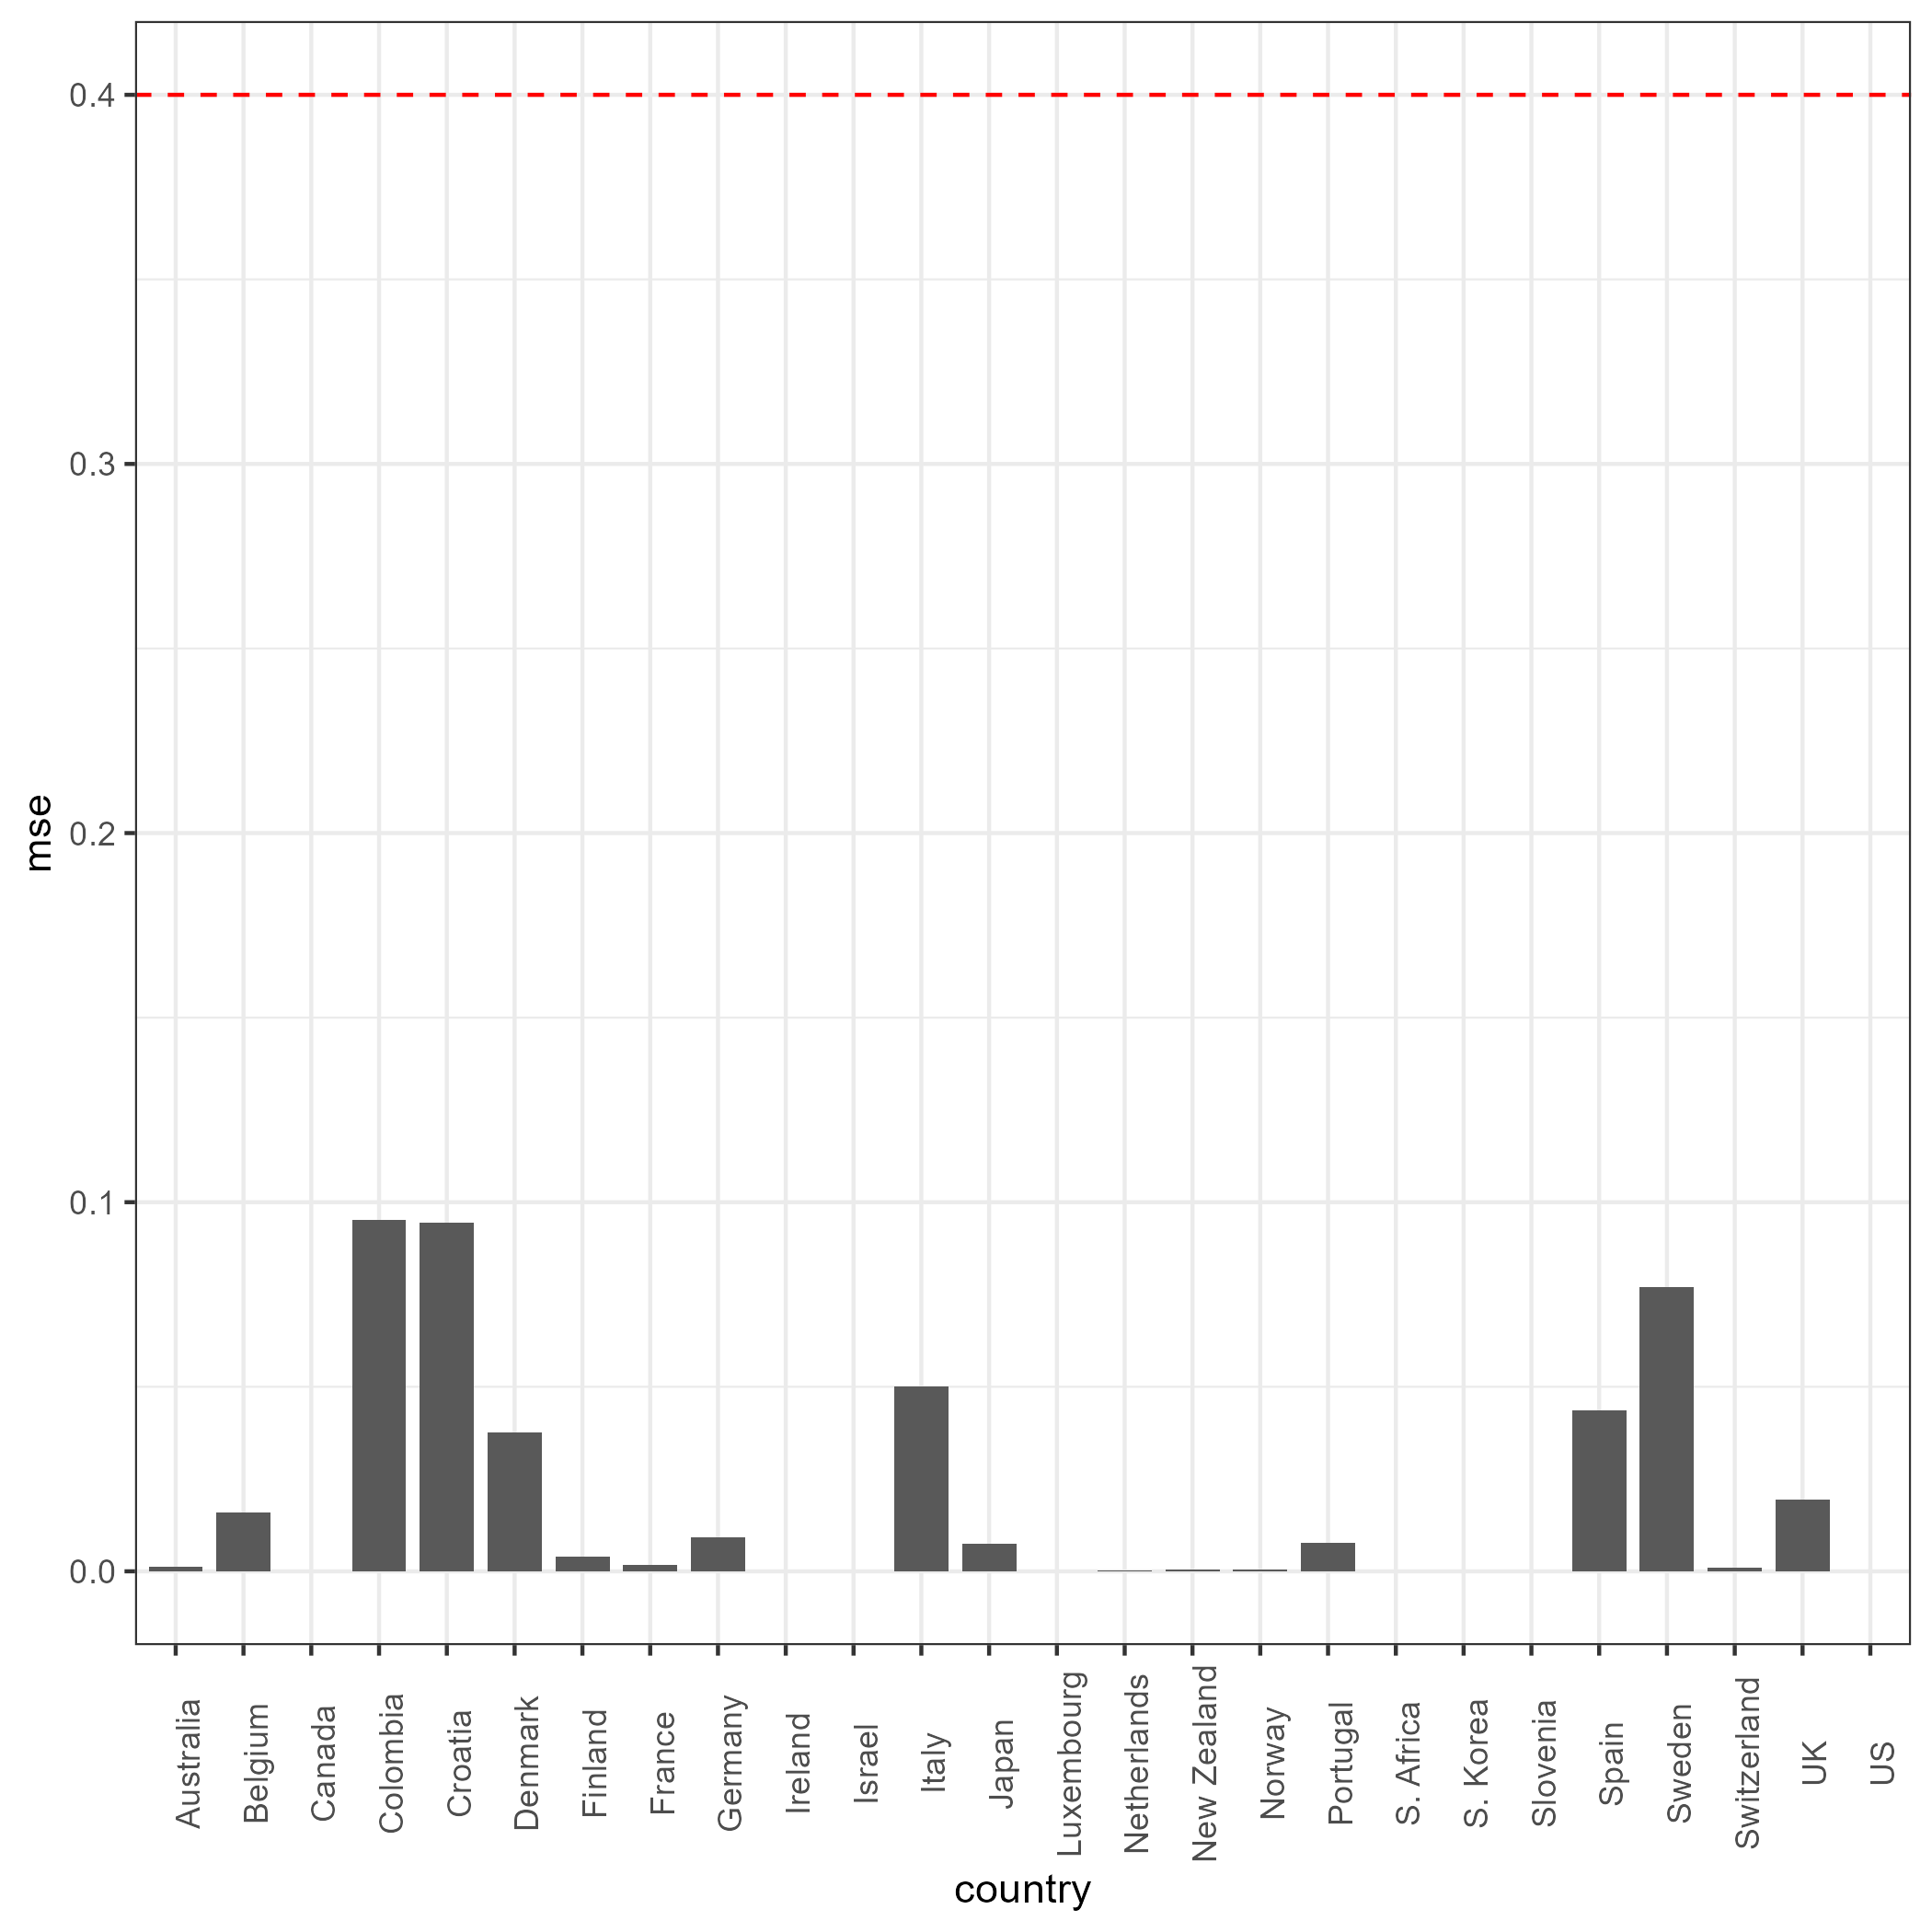 mse
0.4
0.3
0.2
0.1
0.0
Australia
Belgium
Canada
Colombia
Croatia
Denmark
Finland
France
Germany
Ireland
Israel
Italy
Japan
Luxembourg
Netherlands
New Zealand
Norway
Portugal
S. Africa
S. Korea
Slovenia
Spain
Sweden
Switzerland
UK
US
country